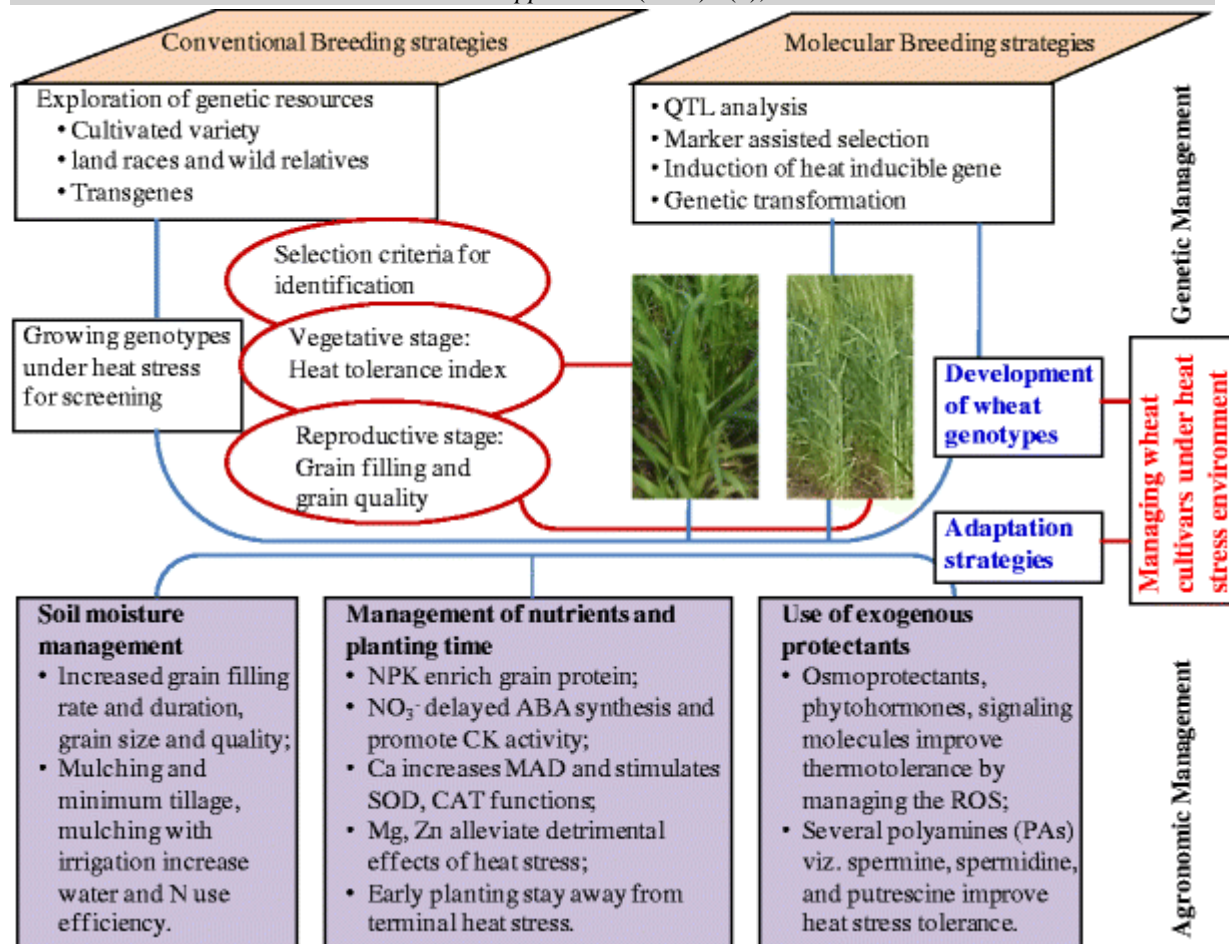 Conventional Breeding strategies
Molecular Breeding strategies
Exploration of genetic resources
• Cultivated variety
• land races and wild relatives
• Transgenes
• QTL analysis
• Marker assisted selection
• Induction of heat inducible gene
• Genetic transformation
Genetic Management
Selection criteria for
identification
Growing genotypes
under heat stress
for screening
Vegetative stage:
Heat tolerance index
Reproductive stage:
Grain filling and
grain quality
Development
of wheat
genotypes
Adaptation
strategies
Managing wheat
cultivars under heat
stress environment
Soil moisture
management
• Increased grain filling
rate and duration,
grain size and quality;
• Mulching and
minimum tillage,
mulching with
irrigation increase
water and N use
efficiency.
Management of nutrients and
planting time
• NPK enrich grain protein;
• NO₃⁻ delayed ABA synthesis and
promote CK activity;
• Ca increases MAD and stimulates
SOD, CAT functions;
• Mg, Zn alleviate detrimental
effects of heat stress;
• Early planting stay away from
terminal heat stress.
Use of exogenous
protectants
• Osmoprotectants,
phytohormones, signaling
molecules improve
thermotolerance by
managing the ROS;
• Several polyamines (PAs)
viz. spermine, spermidine,
and putrescine improve
heat stress tolerance.
Agronomic Management